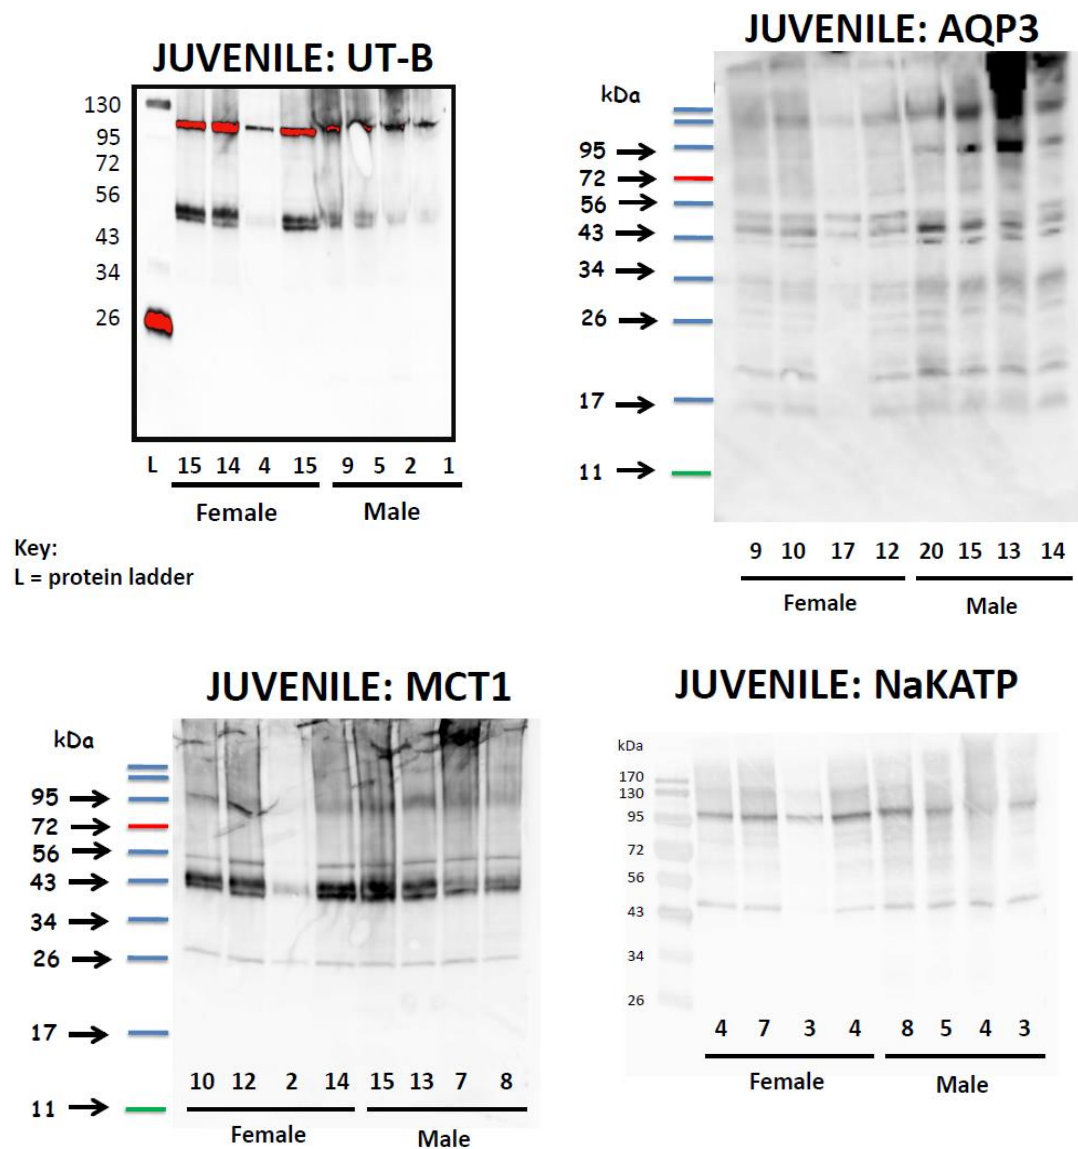 JUVENILE: UT-B
130
95
72
56
43
34
26
L 15 14 4 15 9 5 2 1
Female Male
Key:
L = protein ladder
JUVENILE: AQP3
kDa
95
72
56
43
34
26
17
11
9 10 17 12 20 15 13 14
Female Male
JUVENILE: MCT1
kDa
95
72
56
43
34
26
17
11
10 12 2 14 15 13 7 8
Female Male
JUVENILE: NaKATP
kDa
170
130
95
72
56
43
34
26
4 7 3 4 8 5 4 3
Female Male